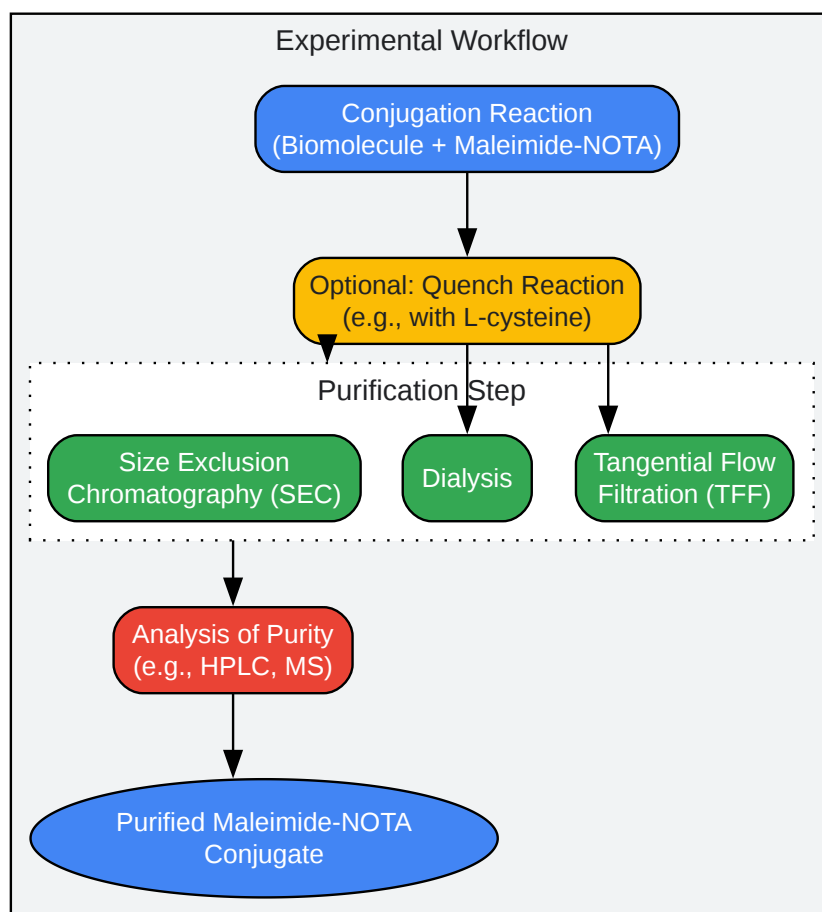 Experimental Workflow
Conjugation Reaction
(Biomolecule + Maleimide-NOTA)
Optional: Quench Reaction
(e.g., with L-cysteine)
Purification Step
Size Exclusion
Chromatography (SEC)
Dialysis
Tangential Flow
Filtration (TFF)
Analysis of Purity
(e.g., HPLC, MS)
Purified Maleimide-NOTA
Conjugate